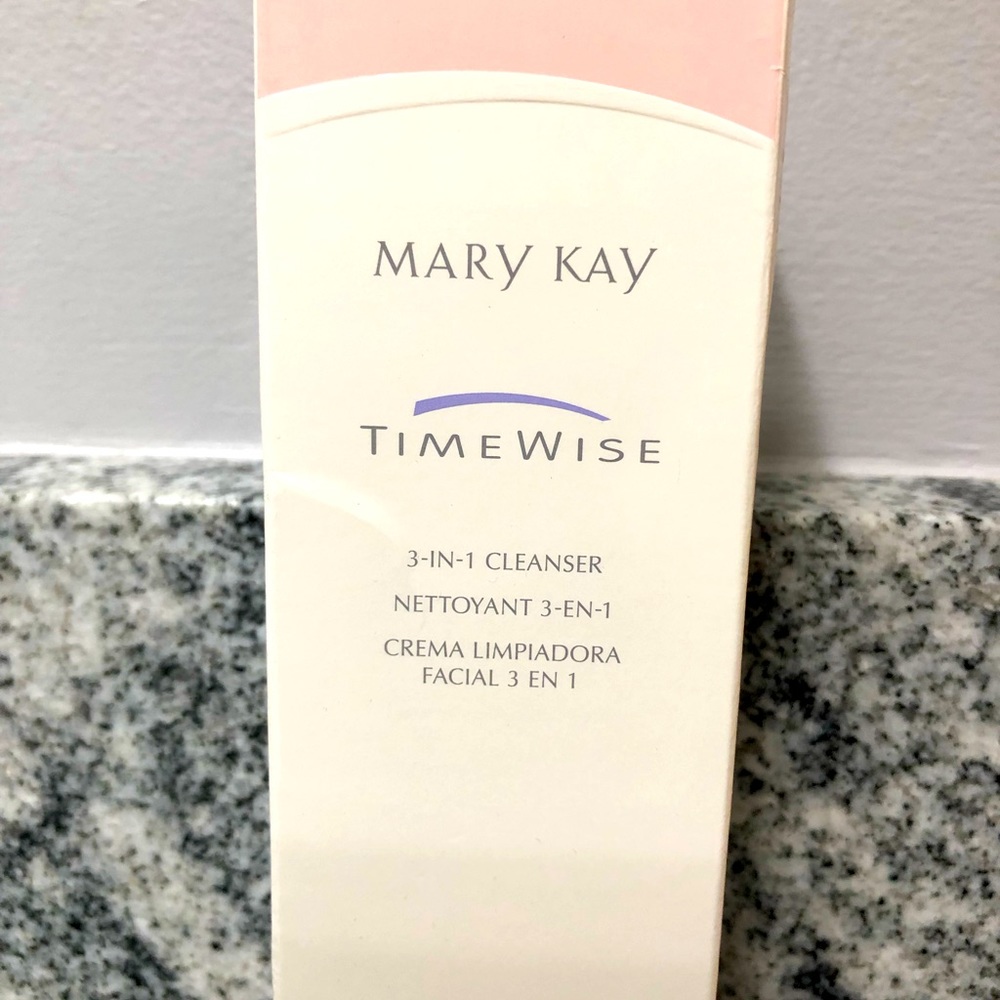 MARY KAY
TIMEWISE
3-IN-1 CLEANSER
NETTOYANT 3-EN-1
CREMA LIMPIADORA
FACIAL 3 EN 1